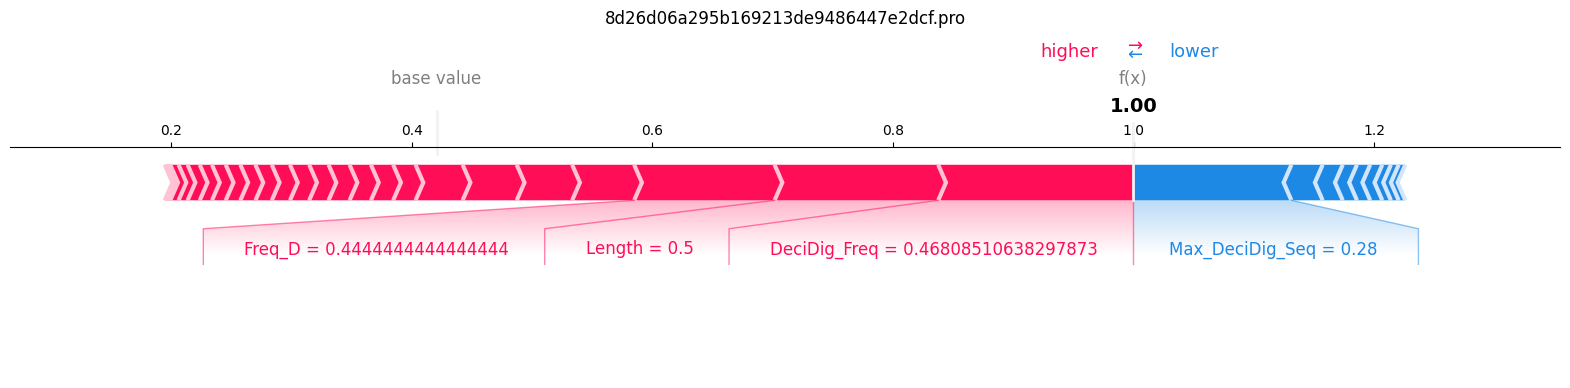 8d26d06a295b169213de9486447e2dcf.pro
higher ⇄ lower
base value f(x)
1.00
0.2 0.4 0.6 0.8 1.0 1.2
Freq_D = 0.4444444444444444 Length = 0.5 DeciDig_Freq = 0.46808510638297873 Max_DeciDig_Seq = 0.28